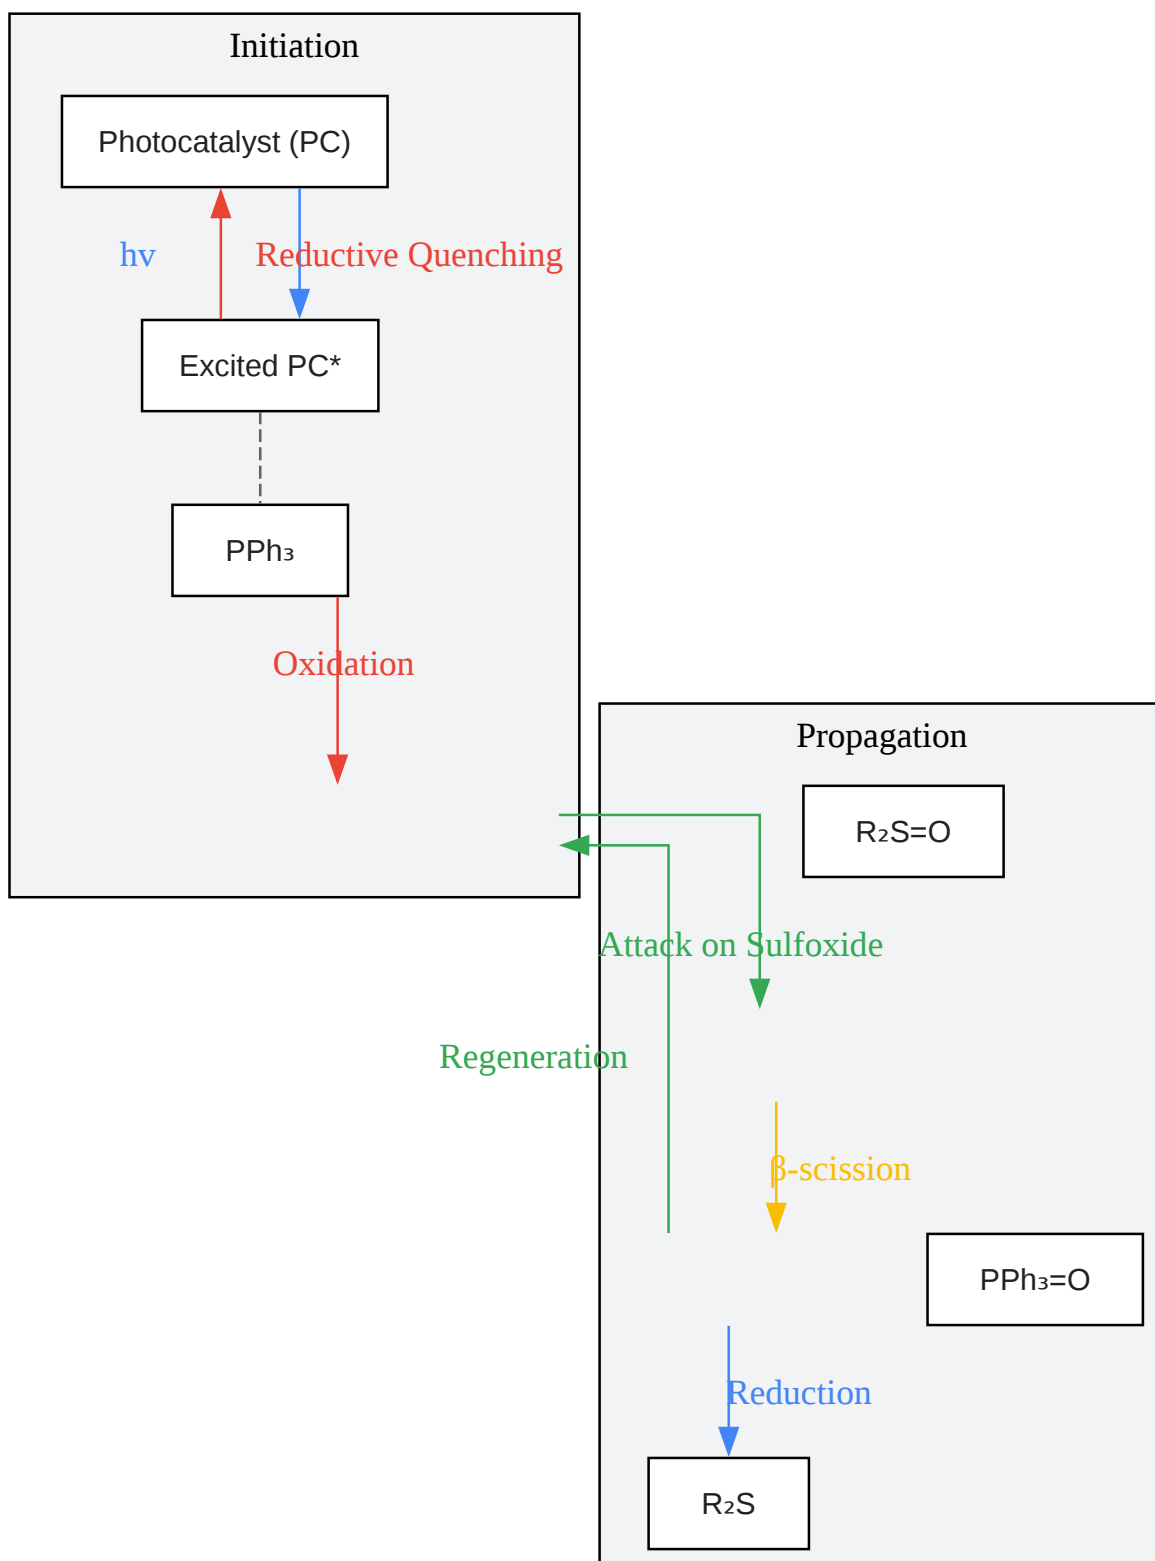 Initiation
Photocatalyst (PC)
hv
Reductive Quenching
Excited PC*
PPh₃
Oxidation
Propagation
R₂S=O
Attack on Sulfoxide
Regeneration
β-scission
PPh₃=O
Reduction
R₂S